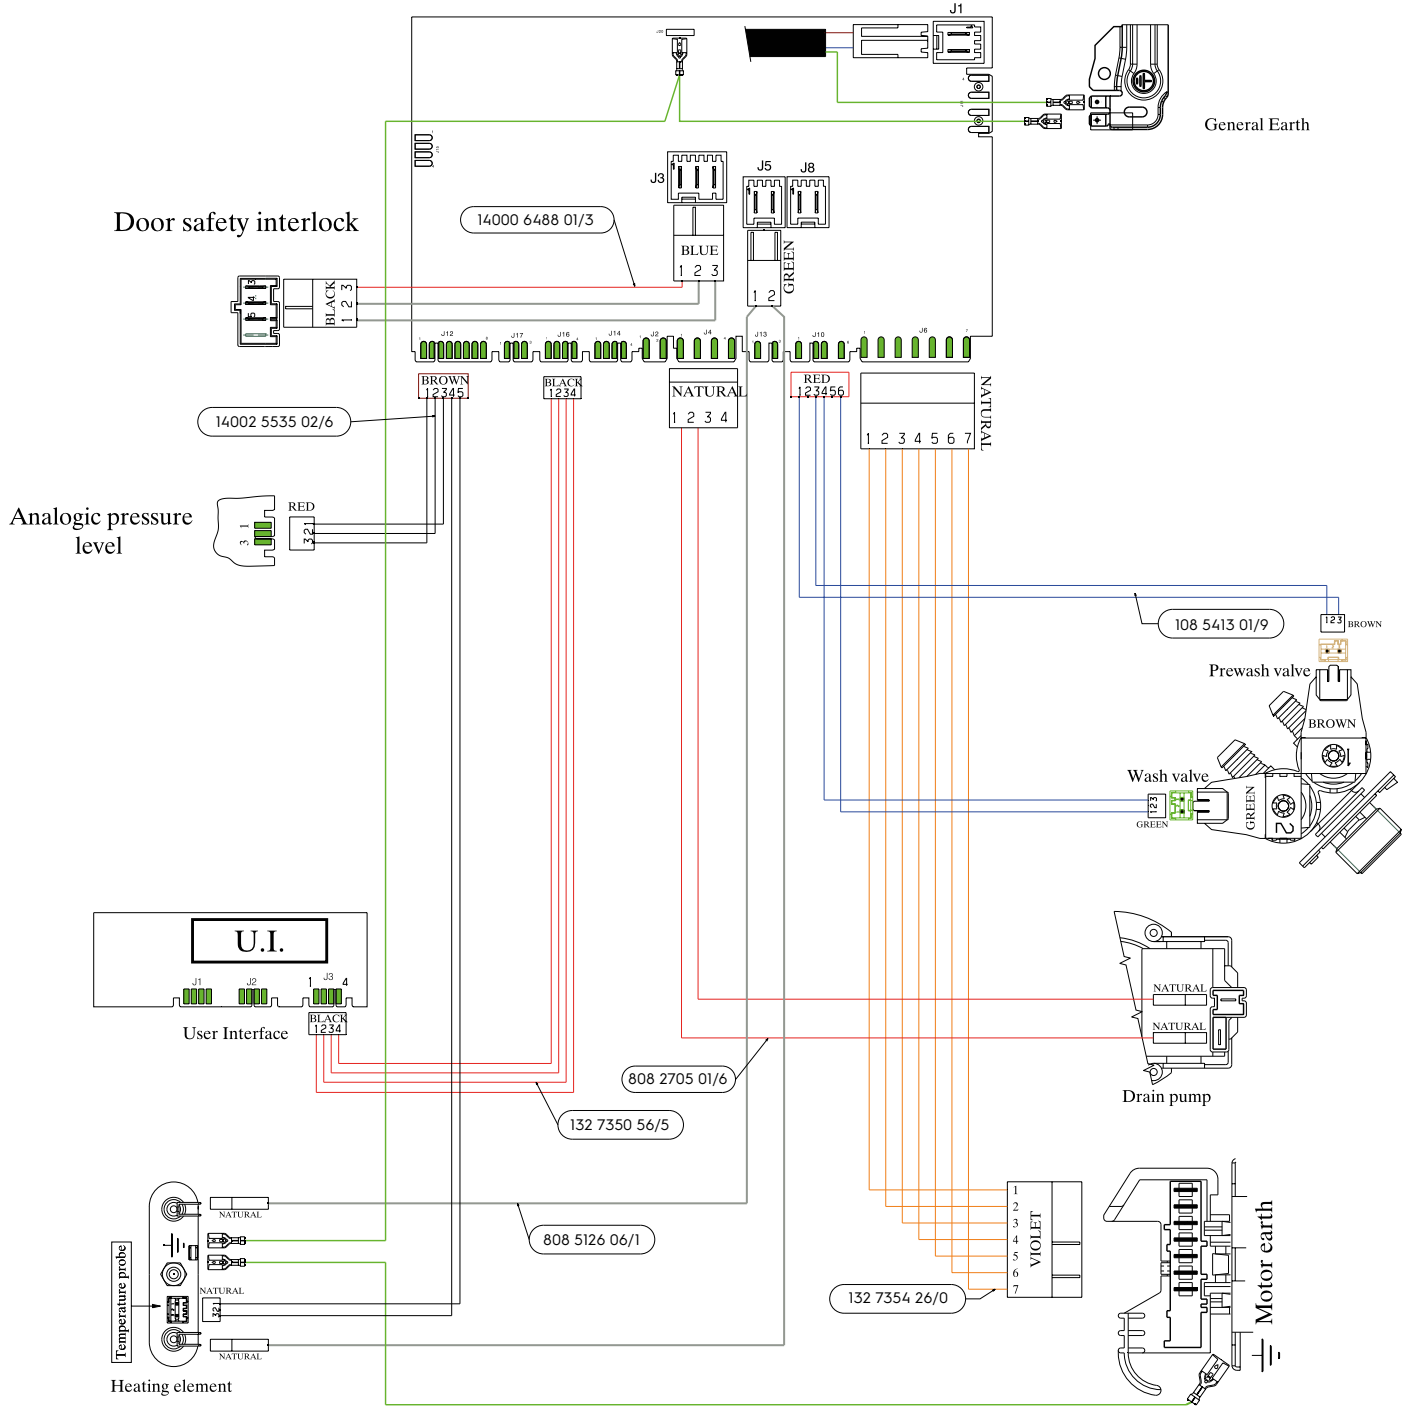 J1
General Earth
J3
J5
J8
Door safety interlock
14000 6488 01/3
BLUE
1 2 3
GREEN
1 2
BLACK
1 2 3
J12
J17
J16
J14
J2
J4
J13
J10
J6
BROWN
12345
BLACK
1234
NATURAL
1 2 3 4
RED
123456
NATURAL
1 2 3 4 5 6 7
14002 5535 02/6
Analogic pressure
level
1
3
RED
321
108 5413 01/9
123
BROWN
Prewash valve
BROWN
1
Wash valve
123
GREEN
GREEN
2
U.I.
J1
J2
1 J3 4
BLACK
1234
User Interface
NATURAL
NATURAL
Drain pump
808 2705 01/6
132 7350 56/5
808 5126 06/1
132 7354 26/0
1
2
3
4
5
6
7
VIOLET
Motor earth
NATURAL
Temperature probe
NATURAL
321
NATURAL
Heating element